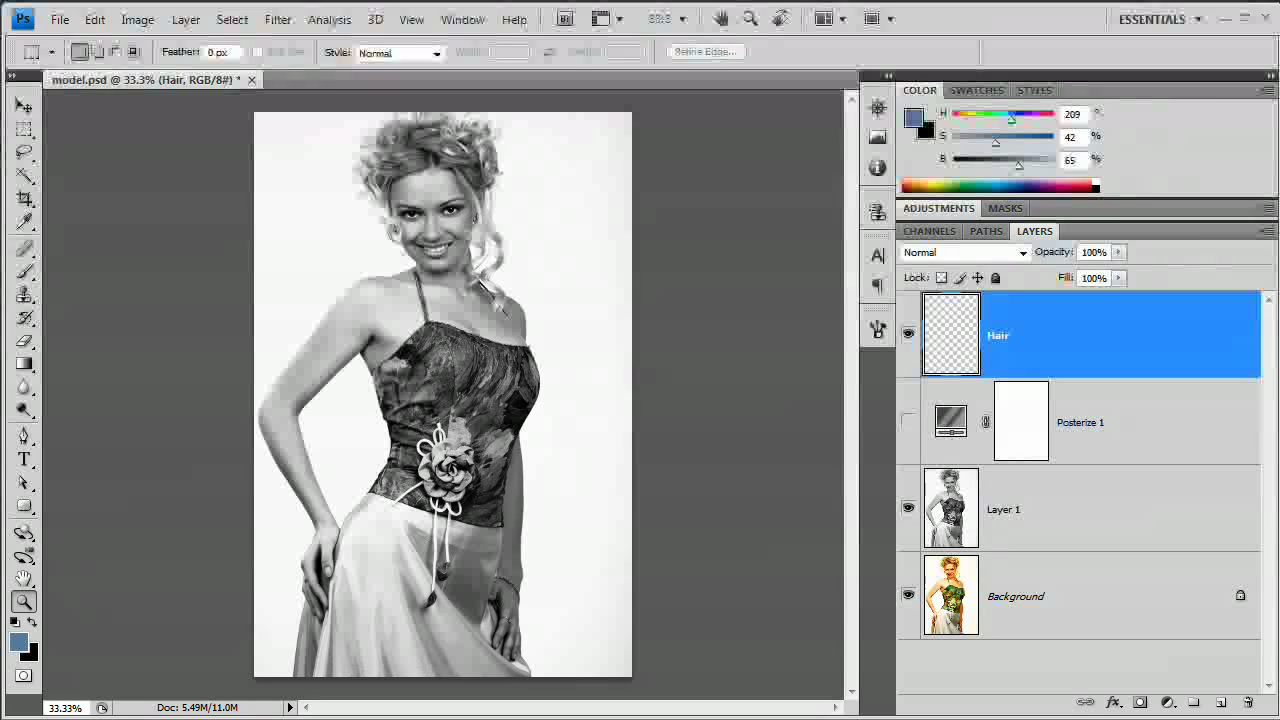 Ps File Edit Image Layer Select Filter Analysis 3D View Window Help Br ESSENTIALS
Feather: 0 px Style: Normal Refine Edge...
model.psd @ 33.3% (Hair, RGB/8#) *
COLOR SWATCHES STYLES
H 209 °
S 42 %
B 65 %
ADJUSTMENTS MASKS
CHANNELS PATHS LAYERS
Normal Opacity: 100%
Lock: Fill: 100%
Hair
Posterize 1
Layer 1
Background
33.33% Doc: 5.49M/11.0M